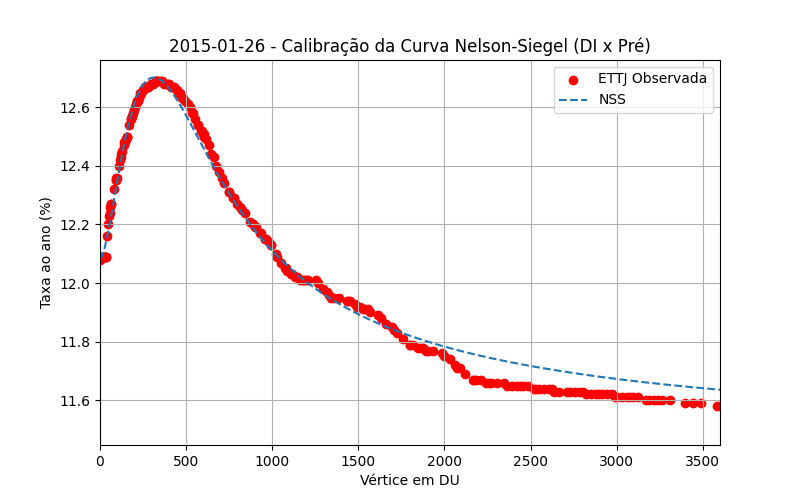 2015-01-26 - Calibração da Curva Nelson-Siegel (DI x Pré)
ETTJ Observada
NSS
Taxa ao ano (%)
12.6
12.4
12.2
12.0
11.8
11.6
0 500 1000 1500 2000 2500 3000 3500
Vértice em DU